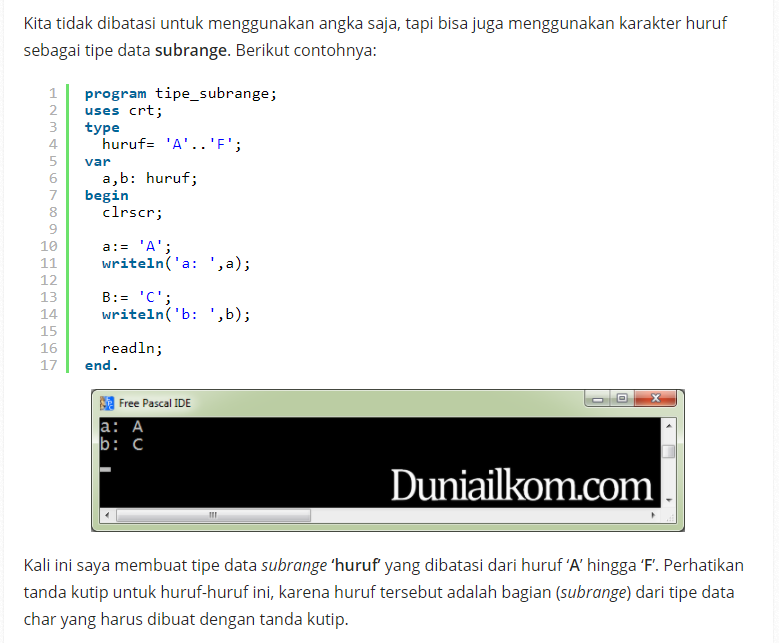 Kita tidak dibatasi untuk menggunakan angka saja, tapi bisa juga menggunakan karakter huruf
sebagai tipe data subrange. Berikut contohnya:
1 program tipe_subrange;
2 uses crt;
3 type
4 huruf= 'A'..'F';
5 var
6 a,b: huruf;
7 begin
8 clrscr;
9
10 a:= 'A';
11 writeln('a: ',a);
12
13 B:= 'C';
14 writeln('b: ',b);
15
16 readln;
17 end.
Free Pascal IDE
a: A
b: C
Duniailkom.com
Kali ini saya membuat tipe data subrange 'huruf' yang dibatasi dari huruf 'A' hingga 'F'. Perhatikan
tanda kutip untuk huruf-huruf ini, karena huruf tersebut adalah bagian (subrange) dari tipe data
char yang harus dibuat dengan tanda kutip.